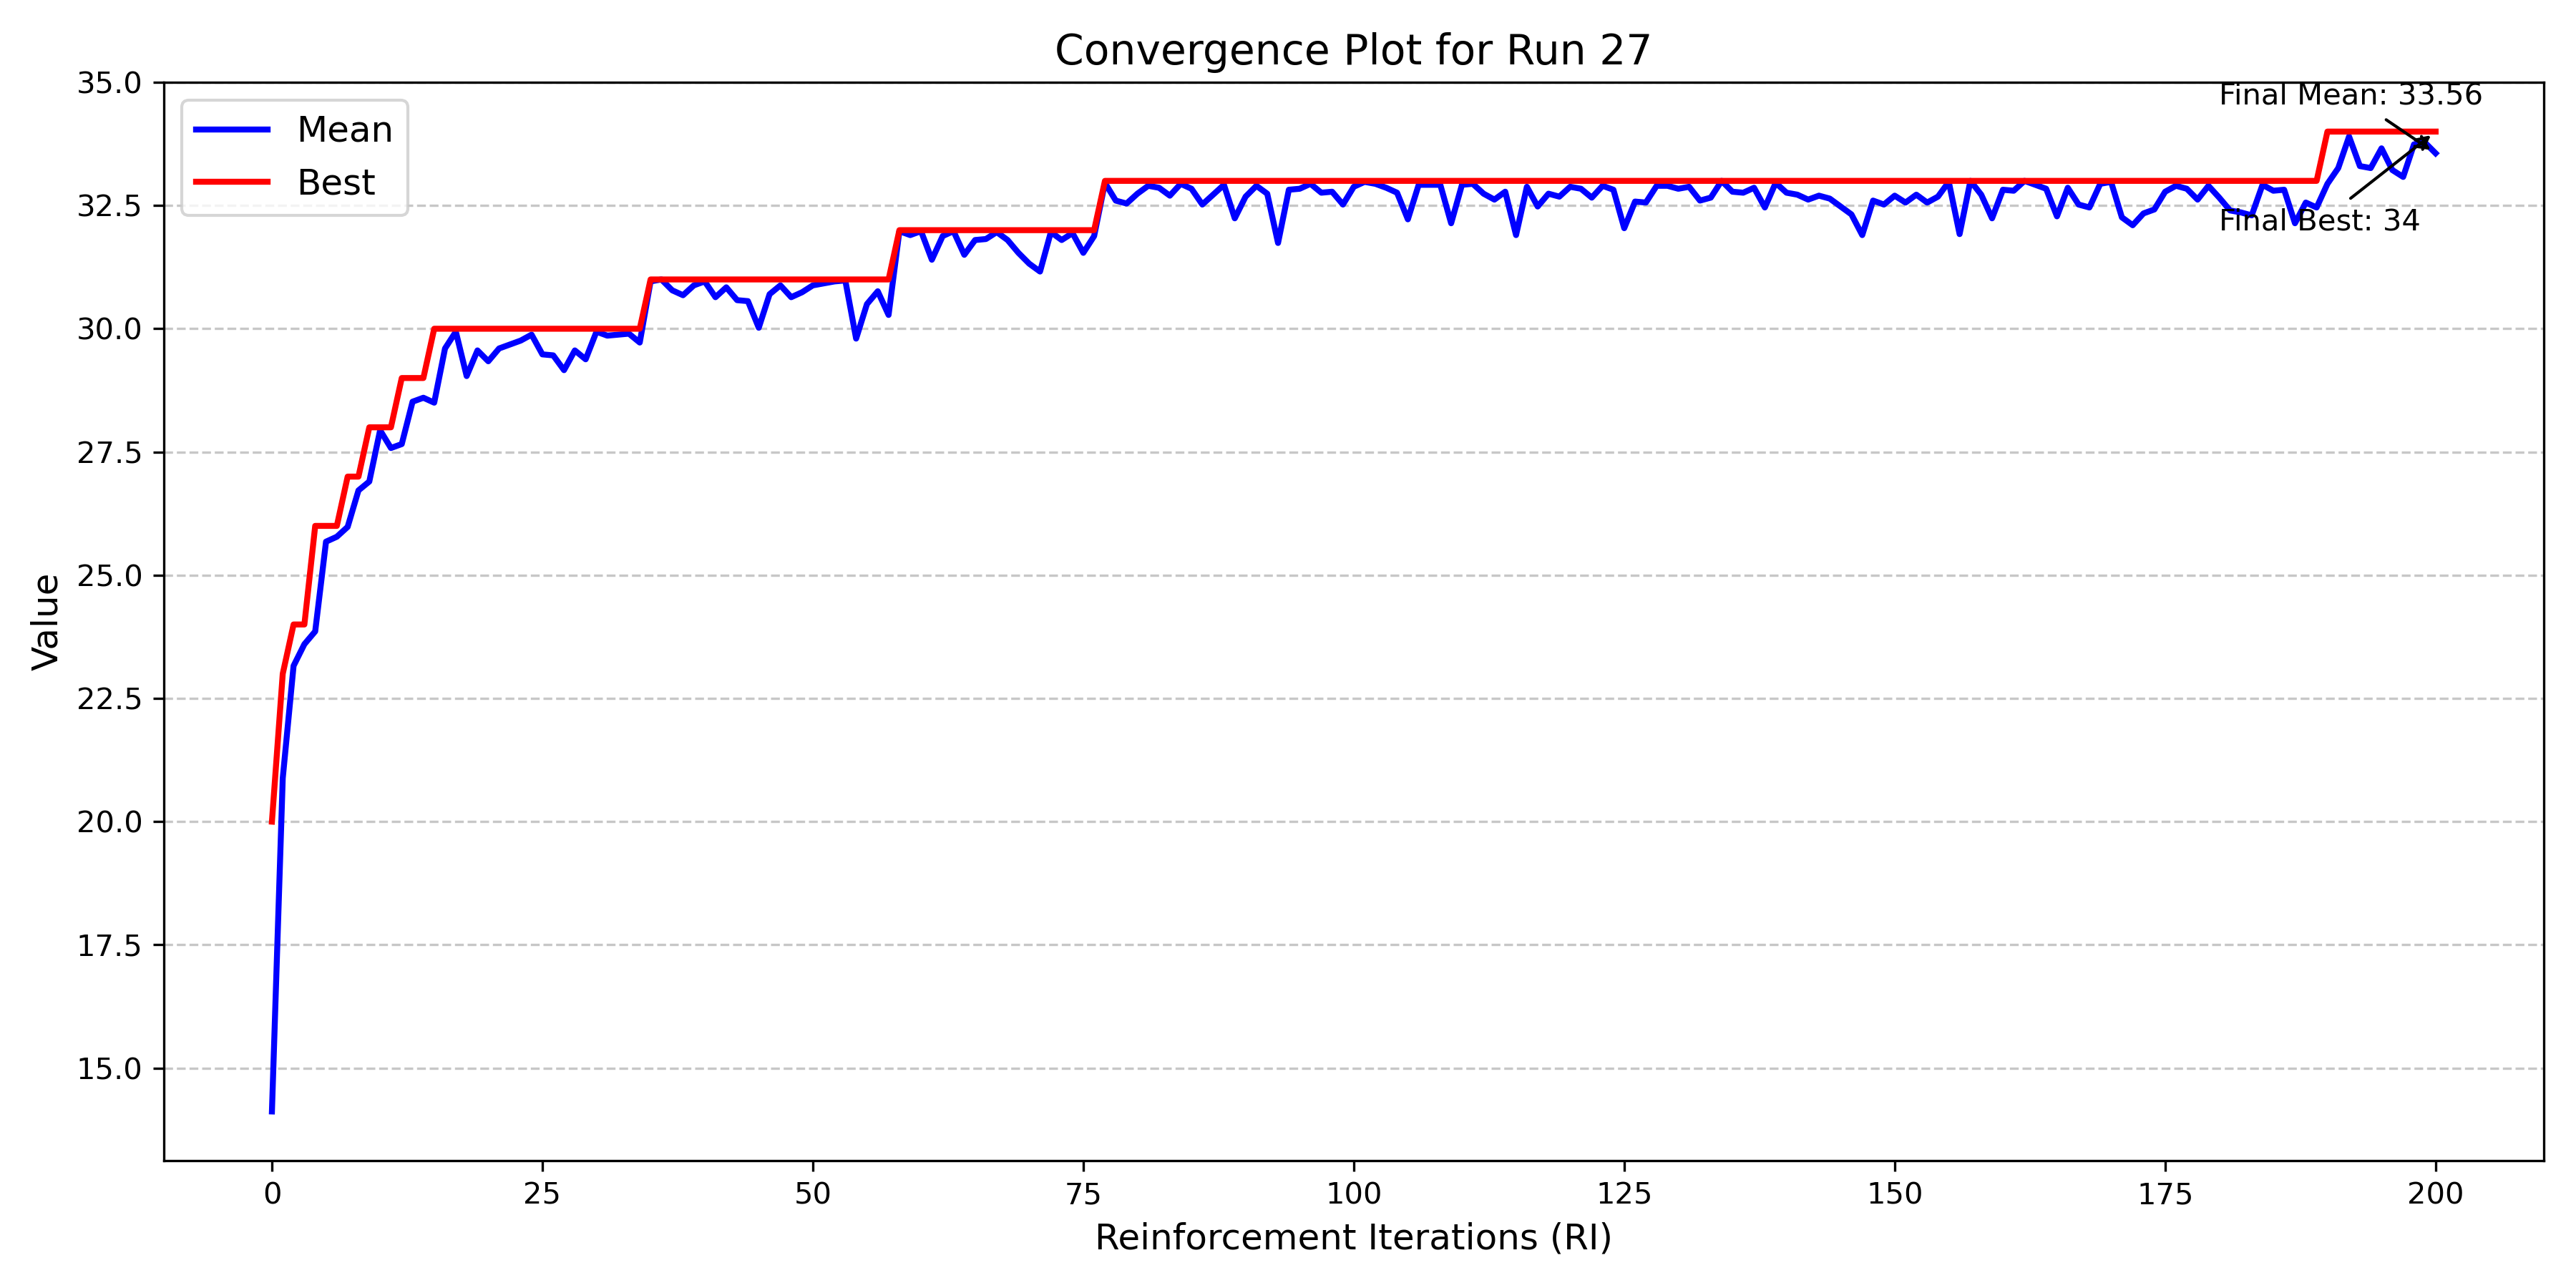 Convergence Plot for Run 27
35.0
32.5
30.0
27.5
25.0
22.5
20.0
17.5
15.0
Value
Mean
Best
Final Mean: 33.56
Final Best: 34
0 25 50 75 100 125 150 175 200
Reinforcement Iterations (RI)